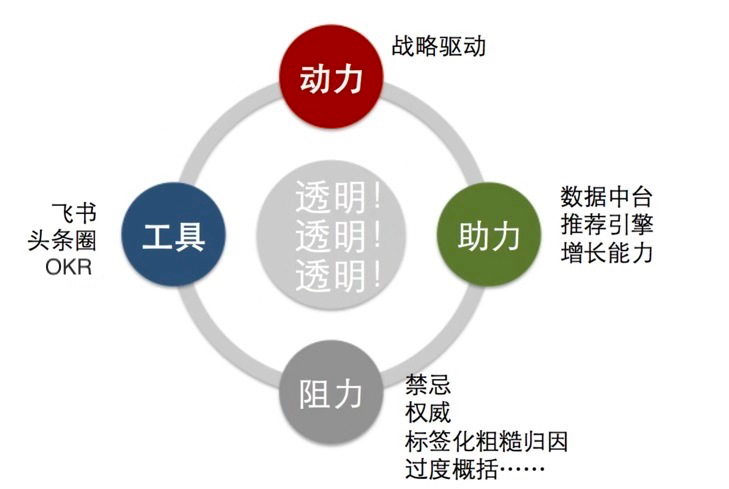 动力
战略驱动
工具
飞书
头条圈
OKR
透明!
透明!
透明!
助力
数据中台
推荐引擎
增长能力
阻力
禁忌
权威
标签化粗糙归因
过度概括……